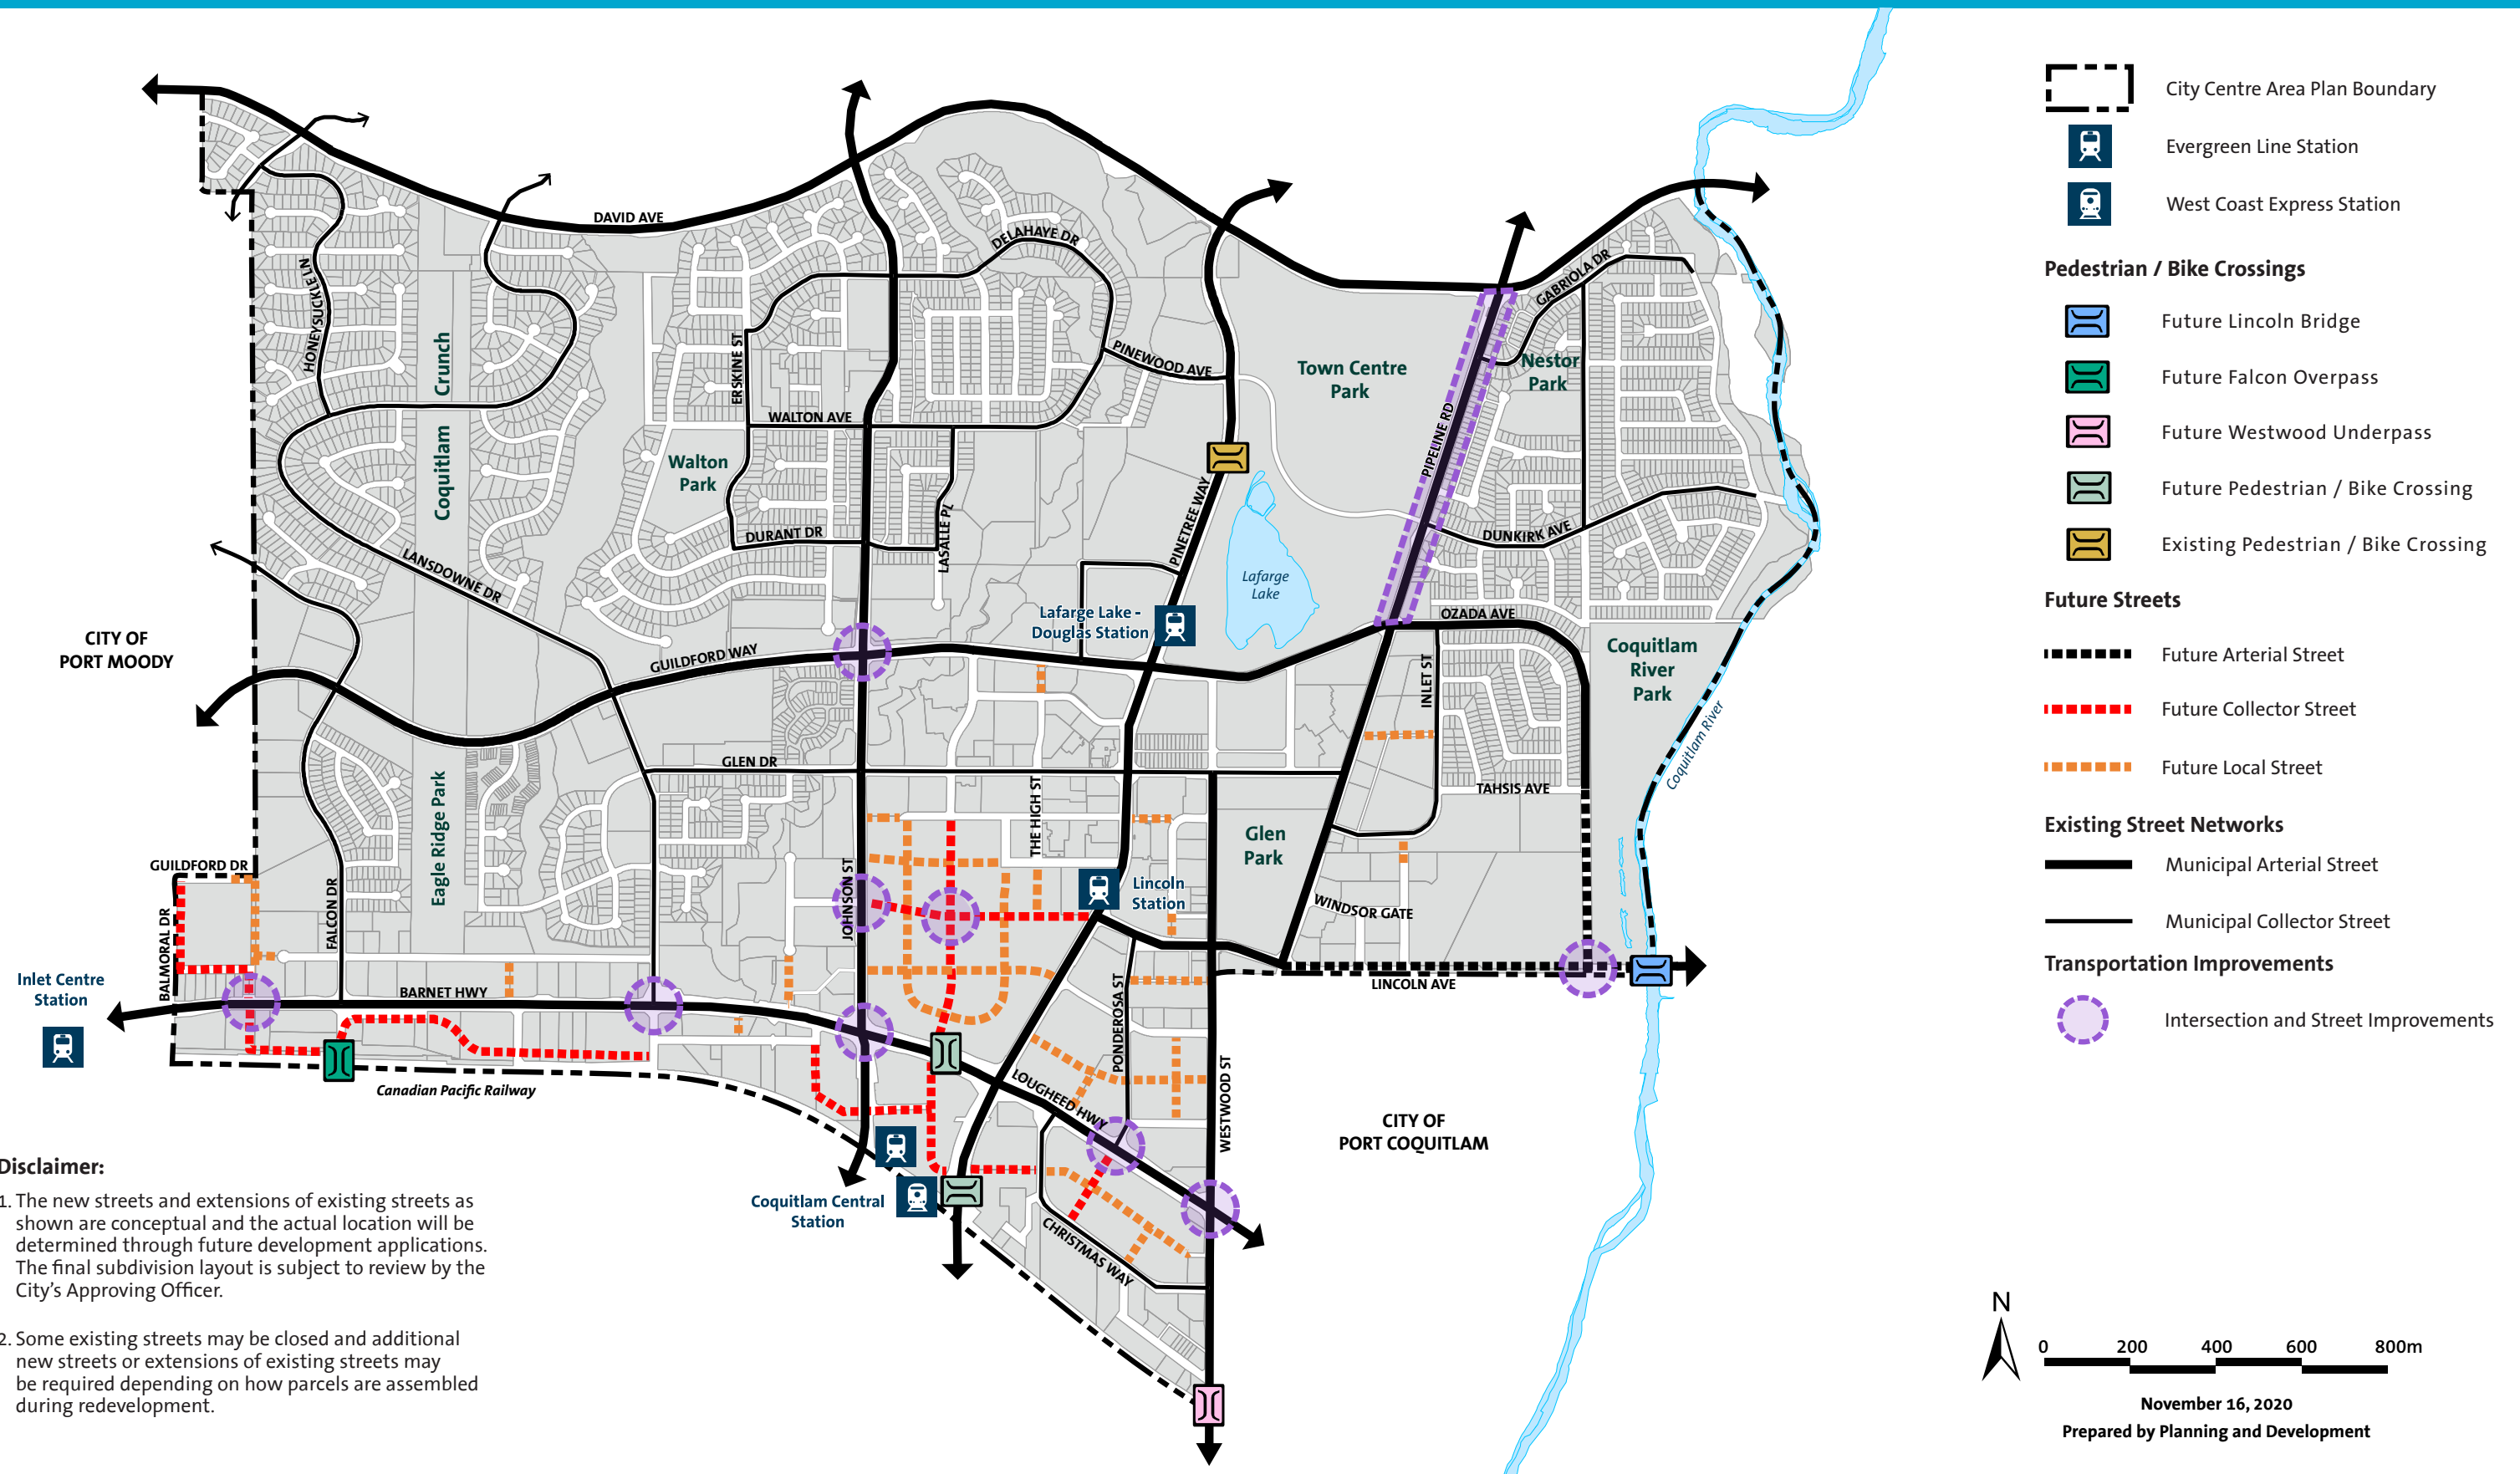 DAVID AVE
DELAHAYE DR
GABRIOLA DR
HONEYSUCKLE LN
Coquitlam Crunch
ERSKINE ST
PINEWOOD AVE
Town Centre
Park
Nestor
Park
WALTON AVE
PIPELINE RD
Walton
Park
PINETREE WAY
DURANT DR
LASALLE PL
DUNKIRK AVE
LANSDOWNE DR
Lafarge
Lake
Lafarge Lake -
Douglas Station
OZADA AVE
CITY OF
PORT MOODY
GUILDFORD WAY
INLET ST
Coquitlam
River
Park
Coquitlam River
GLEN DR
Eagle Ridge Park
THE HIGH ST
TAHSIS AVE
Glen
Park
GUILDFORD DR
BALMORAL DR
FALCON DR
JOHNSON ST
Lincoln
Station
WINDSOR GATE
Inlet Centre
Station
BARNET HWY
PONDEROSA ST
LINCOLN AVE
Canadian Pacific Railway
LOUGHEED HWY
WESTWOOD ST
CITY OF
PORT COQUITLAM
Coquitlam Central
Station
CHRISTMAS WAY
Disclaimer:
1. The new streets and extensions of existing streets as
shown are conceptual and the actual location will be
determined through future development applications.
The final subdivision layout is subject to review by the
City's Approving Officer.
2. Some existing streets may be closed and additional
new streets or extensions of existing streets may
be required depending on how parcels are assembled
during redevelopment.
City Centre Area Plan Boundary
Evergreen Line Station
West Coast Express Station
Pedestrian / Bike Crossings
Future Lincoln Bridge
Future Falcon Overpass
Future Westwood Underpass
Future Pedestrian / Bike Crossing
Existing Pedestrian / Bike Crossing
Future Streets
Future Arterial Street
Future Collector Street
Future Local Street
Existing Street Networks
Municipal Arterial Street
Municipal Collector Street
Transportation Improvements
Intersection and Street Improvements
N
0 200 400 600 800m
November 16, 2020
Prepared by Planning and Development